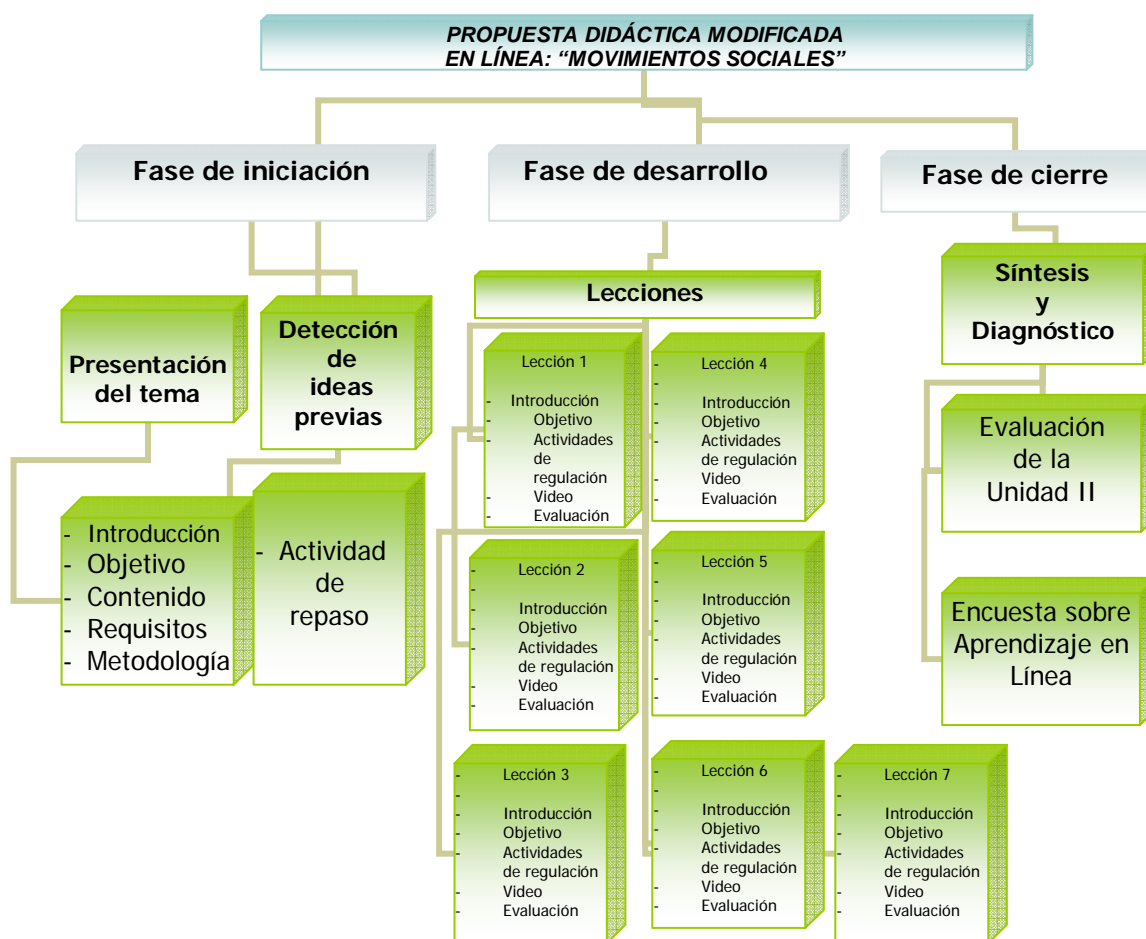 PROPUESTA DIDÁCTICA MODIFICADA
EN LÍNEA: “MOVIMIENTOS SOCIALES”
Fase de iniciación
Fase de desarrollo
Fase de cierre
Presentación
del tema
Detección
de
ideas
previas
- Introducción
- Objetivo
- Contenido
- Requisitos
- Metodología
- Actividad
de
repaso
Lecciones
- Lección 1
-
- Introducción
- Objetivo
- Actividades
de
regulación
- Video
- Evaluación
- Lección 2
-
- Introducción
- Objetivo
- Actividades
de regulación
- Video
- Evaluación
- Lección 3
-
- Introducción
- Objetivo
- Actividades
de regulación
- Video
- Evaluación
- Lección 4
-
- Introducción
- Objetivo
- Actividades
de regulación
- Video
- Evaluación
- Lección 5
-
- Introducción
- Objetivo
- Actividades
de regulación
- Video
- Evaluación
- Lección 6
-
- Introducción
- Objetivo
- Actividades
de regulación
- Video
- Evaluación
- Lección 7
-
- Introducción
- Objetivo
- Actividades
de regulación
- Video
- Evaluación
Síntesis
y
Diagnóstico
Evaluación
de la
Unidad II
Encuesta sobre
Aprendizaje en
Línea